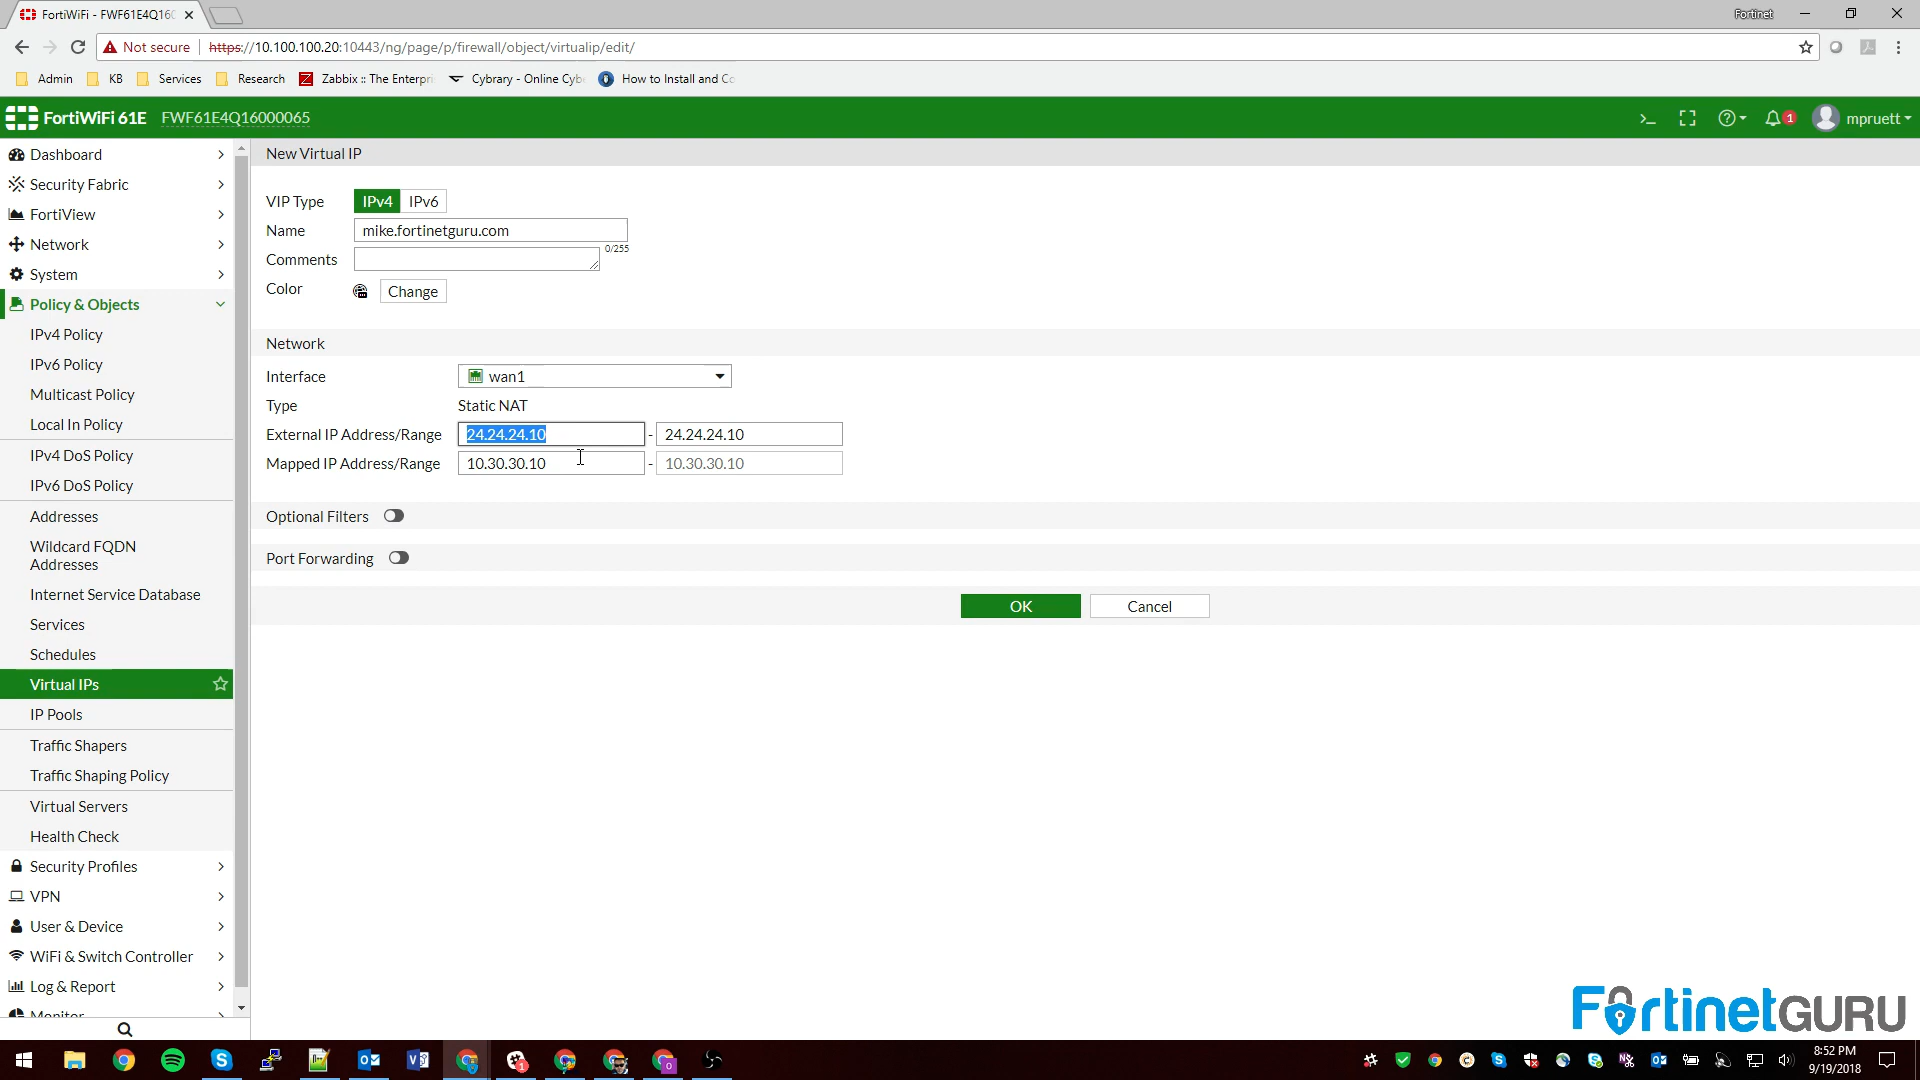 FortiWiFi - FWF61E4Q16
Fortinet
Not secure https://10.100.100.20:10443/ng/page/p/firewall/object/virtualip/edit/
Admin KB Services Research Zabbix :: The Enterpri Cybrary - Online Cybe How to Install and Co
FortiWiFi 61E FWF61E4Q16000065
1 mpruett
Dashboard
Security Fabric
FortiView
Network
System
Policy & Objects
IPv4 Policy
IPv6 Policy
Multicast Policy
Local In Policy
IPv4 DoS Policy
IPv6 DoS Policy
Addresses
Wildcard FQDN
Addresses
Internet Service Database
Services
Schedules
Virtual IPs
IP Pools
Traffic Shapers
Traffic Shaping Policy
Virtual Servers
Health Check
Security Profiles
VPN
User & Device
WiFi & Switch Controller
Log & Report
Monitor
New Virtual IP
VIP Type IPv4 IPv6
Name mike.fortinetguru.com
Comments 0/255
Color Change
Network
Interface wan1
Type Static NAT
External IP Address/Range 24.24.24.10 - 24.24.24.10
Mapped IP Address/Range 10.30.30.10 - 10.30.30.10
Optional Filters
Port Forwarding
OK Cancel
FortinetGURU
8:52 PM
9/19/2018